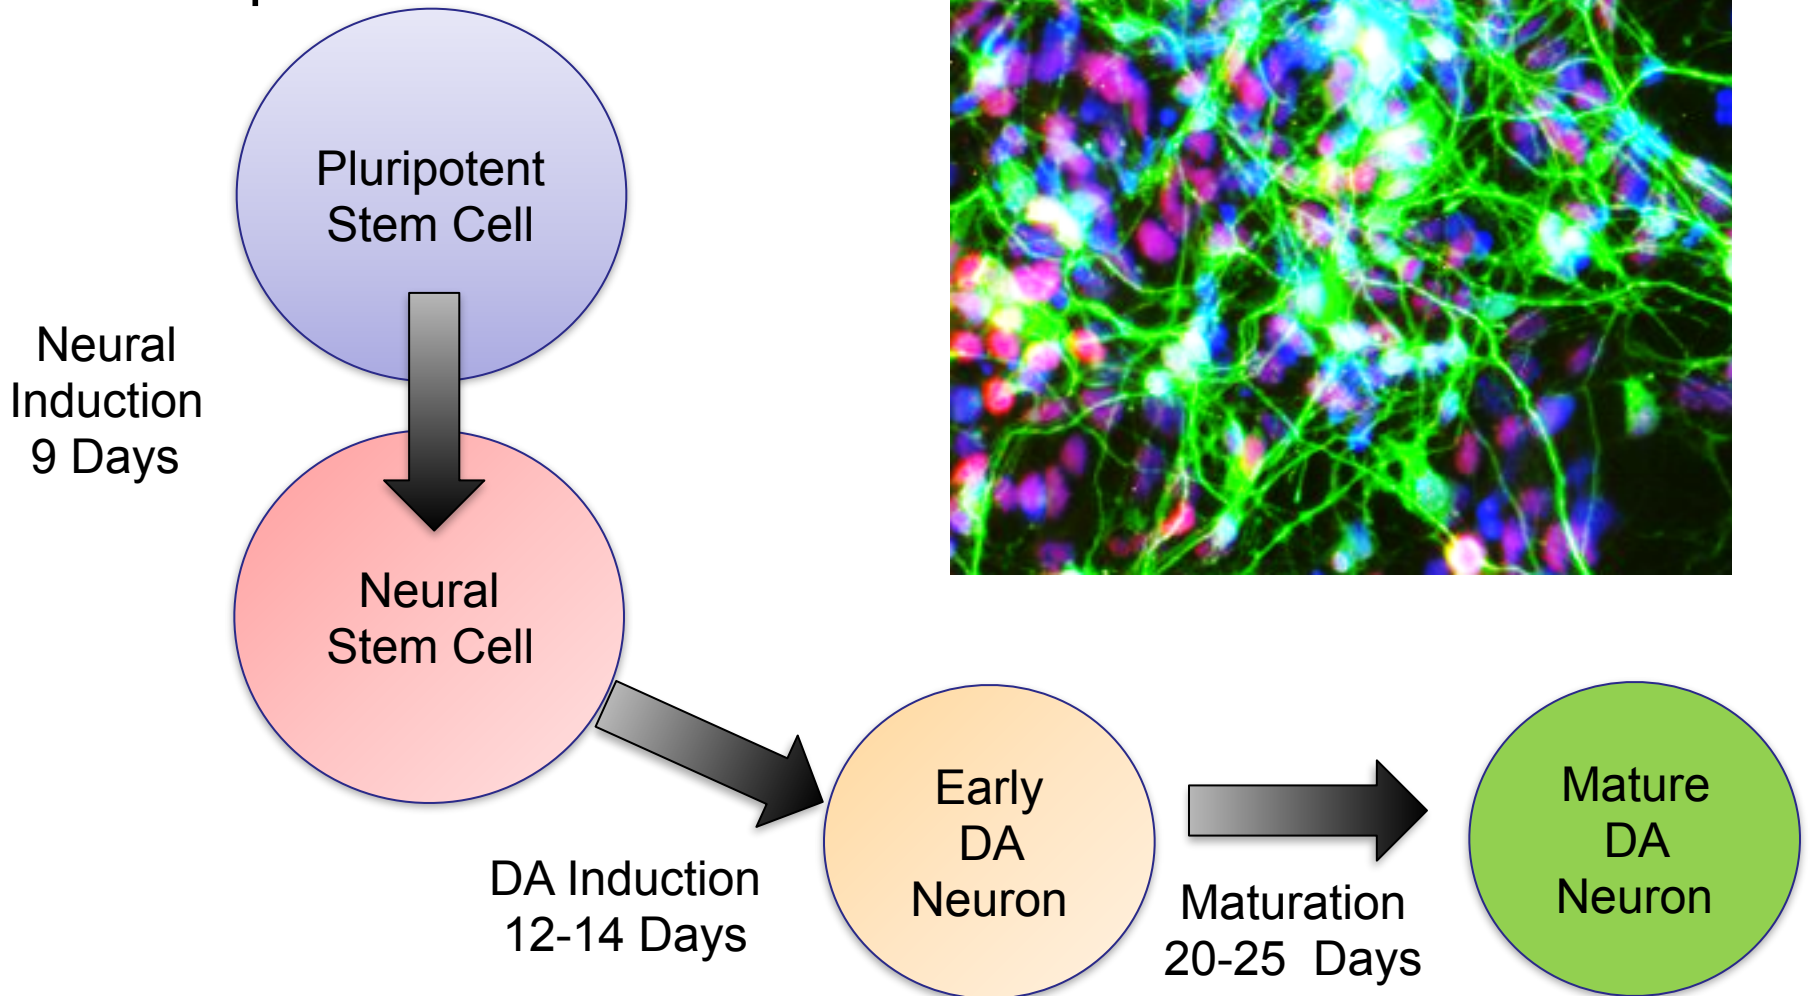 Pluripotent
Stem Cell
Neural
Induction
9 Days
Neural
Stem Cell
DA Induction
12-14 Days
Early
DA
Neuron
Maturation
20-25 Days
Mature
DA
Neuron